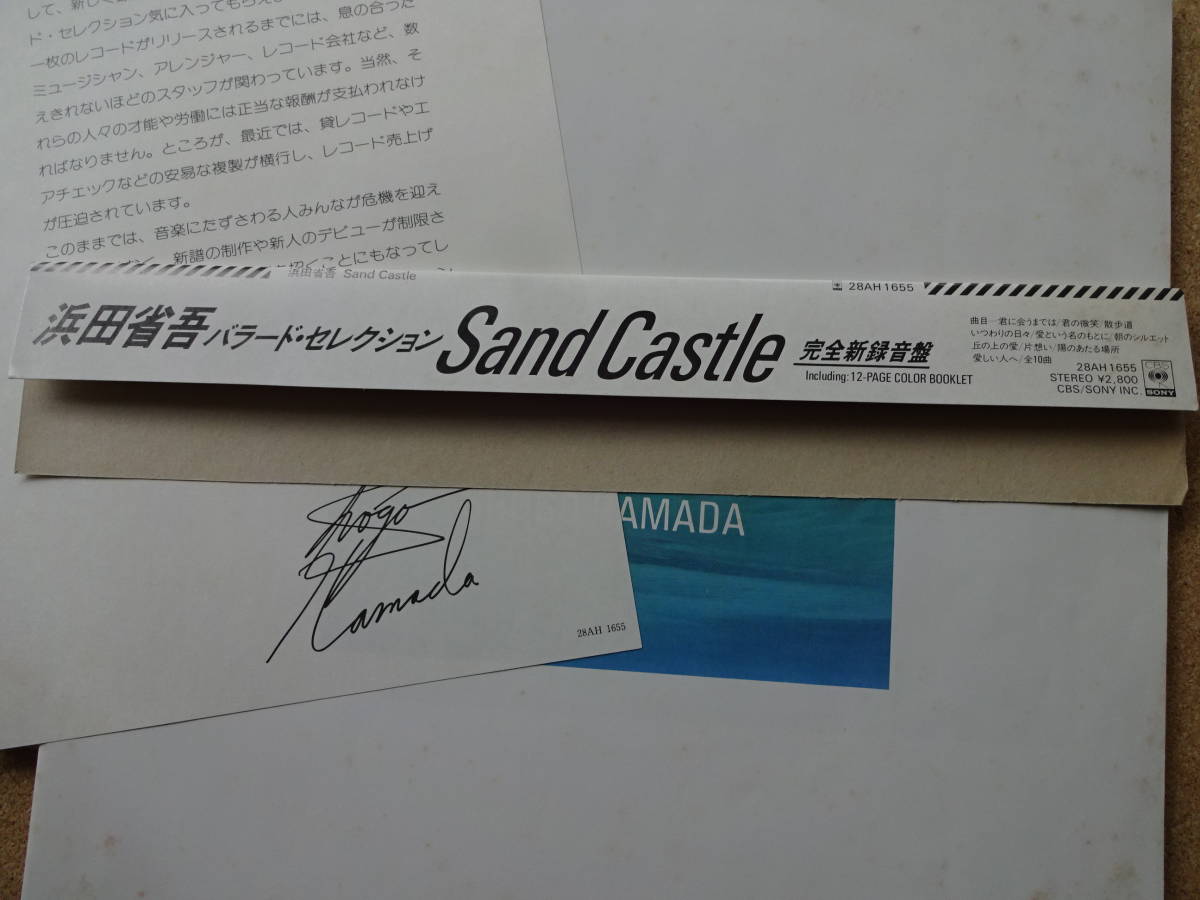 して、新しく
ド・セレクション気に入ってもらえ
一枚のレコードがリリースされるまでには、息の合った
ミュージシャン、アレンジャー、レコード会社など、数
えきれないほどのスタッフが関わっています。当然、そ
れらの人々の才能や労働には正当な報酬が支払われなけ
ればなりません。ところが、最近では、貸レコードやエ
アチェックなどの安易な複製が横行し、レコード売上げ
が圧迫されています。
このままでは、音楽にたずさわる人みんなが危機を迎え
新譜の制作や新人のデビューが制限さ
招くことにもなってし
浜田省吾 Sand Castle
28AH1655
浜田省吾 バラード・セレクション Sand Castle 完全新録音盤
Including: 12-PAGE COLOR BOOKLET
曲目―君に会うまでは/君の微笑/散歩道
いつわりの日々/愛という名のもとに/朝のシルエット
丘の上の愛/片想い/陽のあたる場所
愛しい人へ/全10曲
28AH1655
STEREO ¥2,800
CBS/SONY INC.
CBS
SONY
Shogo
Hamada
28AH 1655
AMADA